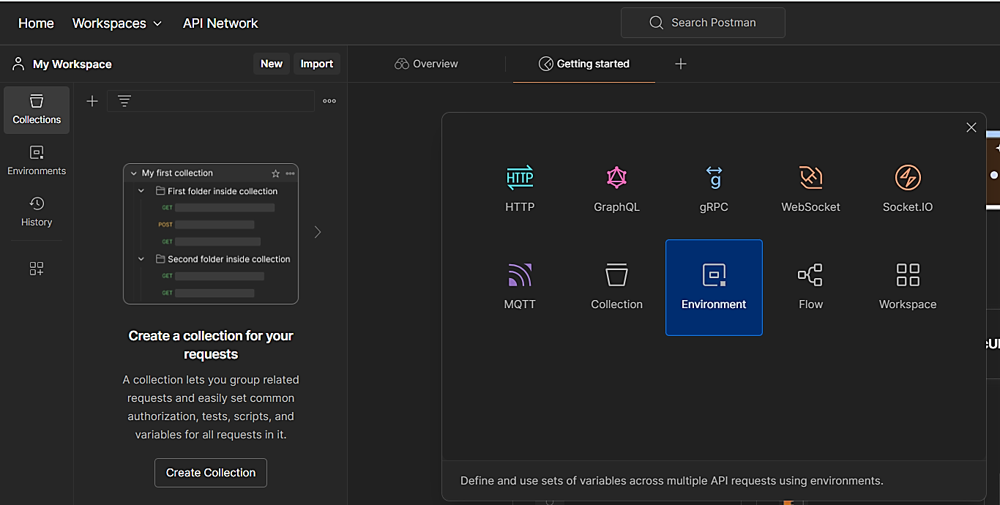 Home Workspaces API Network Search Postman
My Workspace New Import Overview Getting started
Collections
Environments
History
My first collection
First folder inside collection
GET
POST
GET
Second folder inside collection
GET
GET
Create a collection for your
requests
A collection lets you group related
requests and easily set common
authorization, tests, scripts, and
variables for all requests in it.
Create Collection
HTTP
HTTP GraphQL gRPC WebSocket Socket.IO
MQTT Collection Environment Flow Workspace
Define and use sets of variables across multiple API requests using environments.